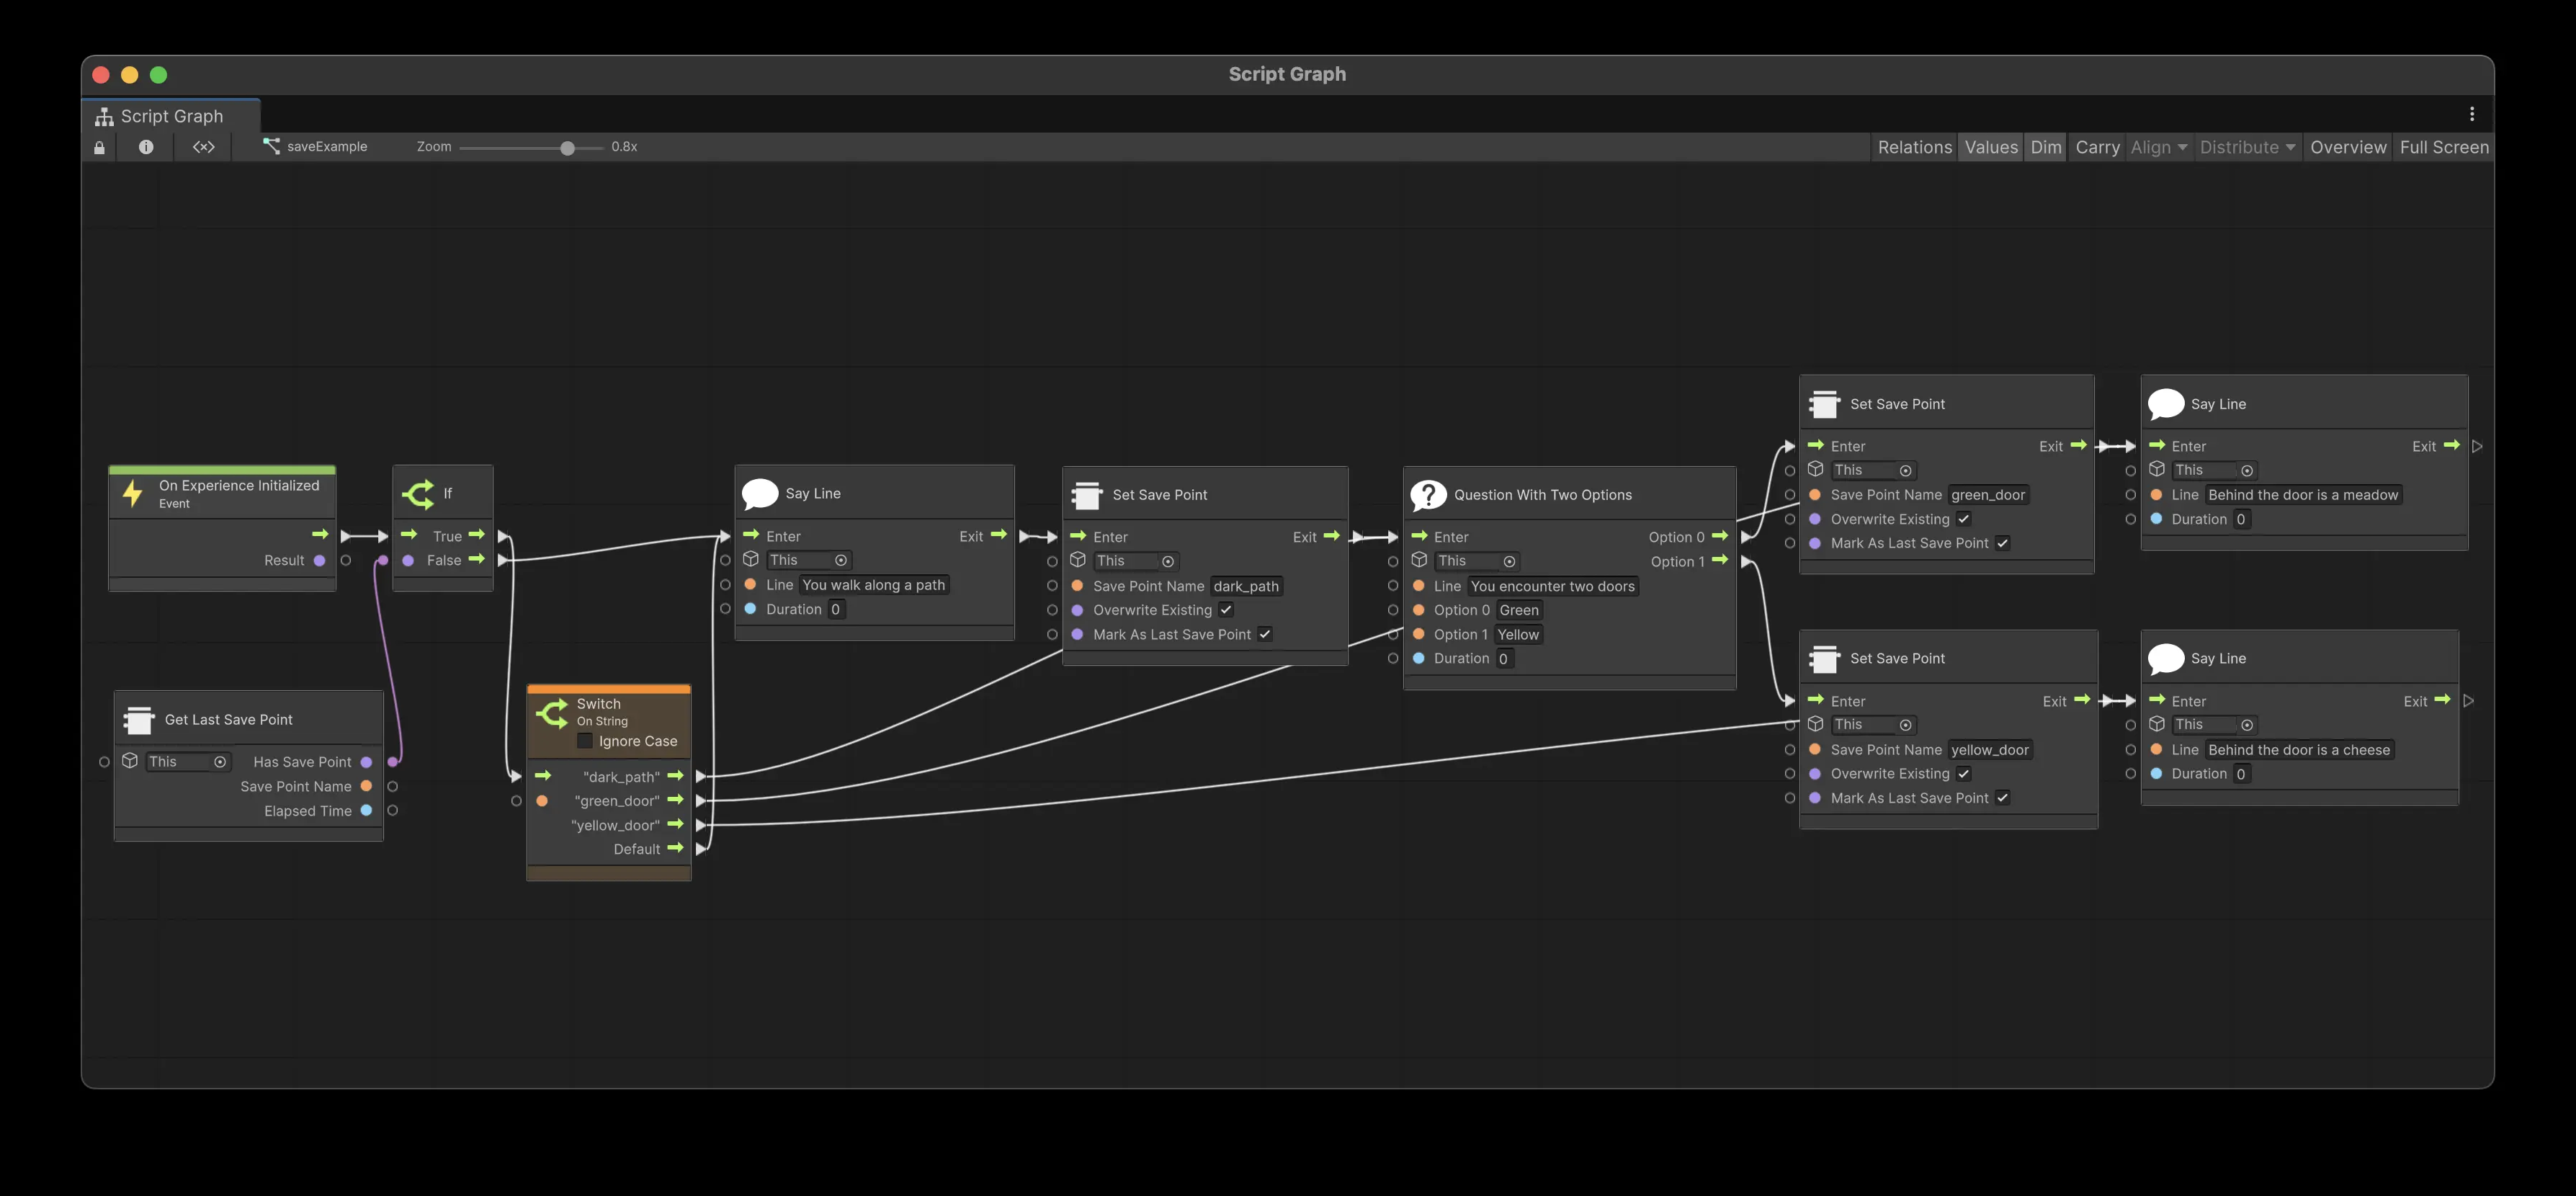 Script Graph
Script Graph
saveExample Zoom 0.8x Relations Values Dim Carry Align Distribute Overview Full Screen
On Experience Initialized
Event
Result
If
True
False
Get Last Save Point
This Has Save Point
Save Point Name
Elapsed Time
Switch
On String
Ignore Case
"dark_path"
"green_door"
"yellow_door"
Default
Say Line
Enter Exit
This
Line You walk along a path
Duration 0
Set Save Point
Enter Exit
This
Save Point Name dark_path
Overwrite Existing
Mark As Last Save Point
Question With Two Options
Enter Option 0
This Option 1
Line You encounter two doors
Option 0 Green
Option 1 Yellow
Duration 0
Set Save Point
Enter Exit
This
Save Point Name green_door
Overwrite Existing
Mark As Last Save Point
Say Line
Enter Exit
This
Line Behind the door is a meadow
Duration 0
Set Save Point
Enter Exit
This
Save Point Name yellow_door
Overwrite Existing
Mark As Last Save Point
Say Line
Enter Exit
This
Line Behind the door is a cheese
Duration 0